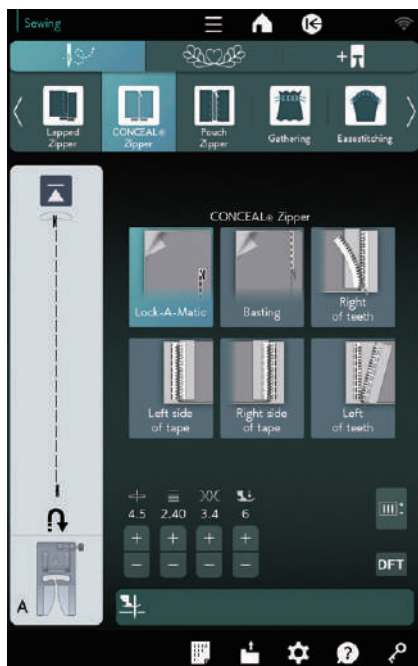 Sewing
Lapped
Zipper
CONCEAL®
Zipper
Pouch
Zipper
Gathering
Easestitching
CONCEAL® Zipper
Lock-A-Matic
Basting
Right
of teeth
Left side
of tape
Right side
of tape
Left
of teeth
4.5 2.40 3.4 6
+ + + +
− − − −
DFT
A